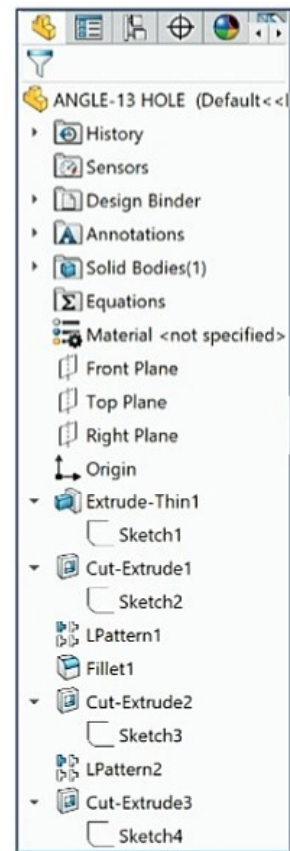 ANGLE-13 HOLE (Default<<
History
Sensors
Design Binder
Annotations
Solid Bodies(1)
Equations
Material <not specified>
Front Plane
Top Plane
Right Plane
Origin
Extrude-Thin1
Sketch1
Cut-Extrude1
Sketch2
LPattern1
Fillet1
Cut-Extrude2
Sketch3
LPattern2
Cut-Extrude3
Sketch4